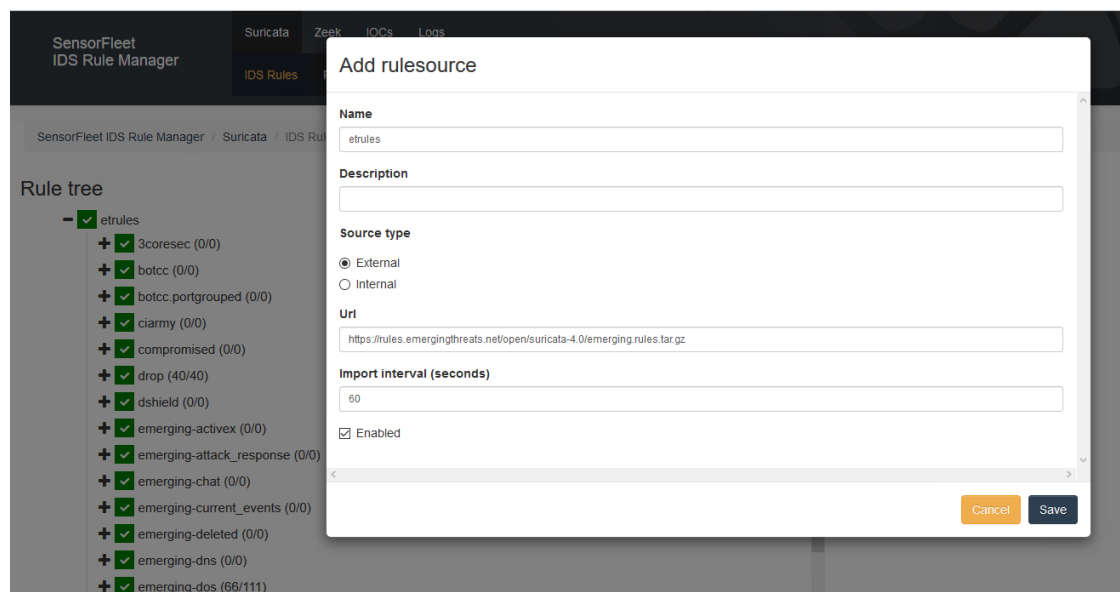 SensorFleet
IDS Rule Manager
Suricata Zeek IOCs Logs
IDS Rules
SensorFleet IDS Rule Manager / Suricata / IDS Rul
Rule tree
etrules
3coresec (0/0)
botcc (0/0)
botcc.portgrouped (0/0)
ciarmy (0/0)
compromised (0/0)
drop (40/40)
dshield (0/0)
emerging-activex (0/0)
emerging-attack_response (0/0)
emerging-chat (0/0)
emerging-current_events (0/0)
emerging-deleted (0/0)
emerging-dns (0/0)
emerging-dos (66/111)
Add rulesource
Name
etrules
Description
Source type
External
Internal
Url
https://rules.emergingthreats.net/open/suricata-4.0/emerging.rules.tar.gz
Import interval (seconds)
60
Enabled
Cancel Save